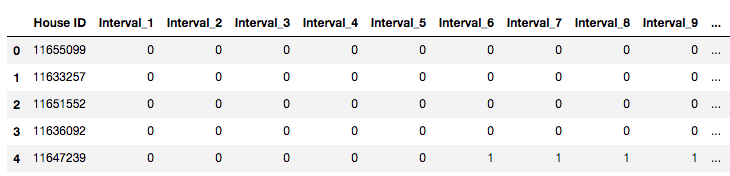 House ID Interval_1 Interval_2 Interval_3 Interval_4 Interval_5 Interval_6 Interval_7 Interval_8 Interval_9 ...
0 11655099 0 0 0 0 0 0 0 0 0 ...
1 11633257 0 0 0 0 0 0 0 0 0 ...
2 11651552 0 0 0 0 0 0 0 0 0 ...
3 11636092 0 0 0 0 0 0 0 0 0 ...
4 11647239 0 0 0 0 0 1 1 1 1 ...